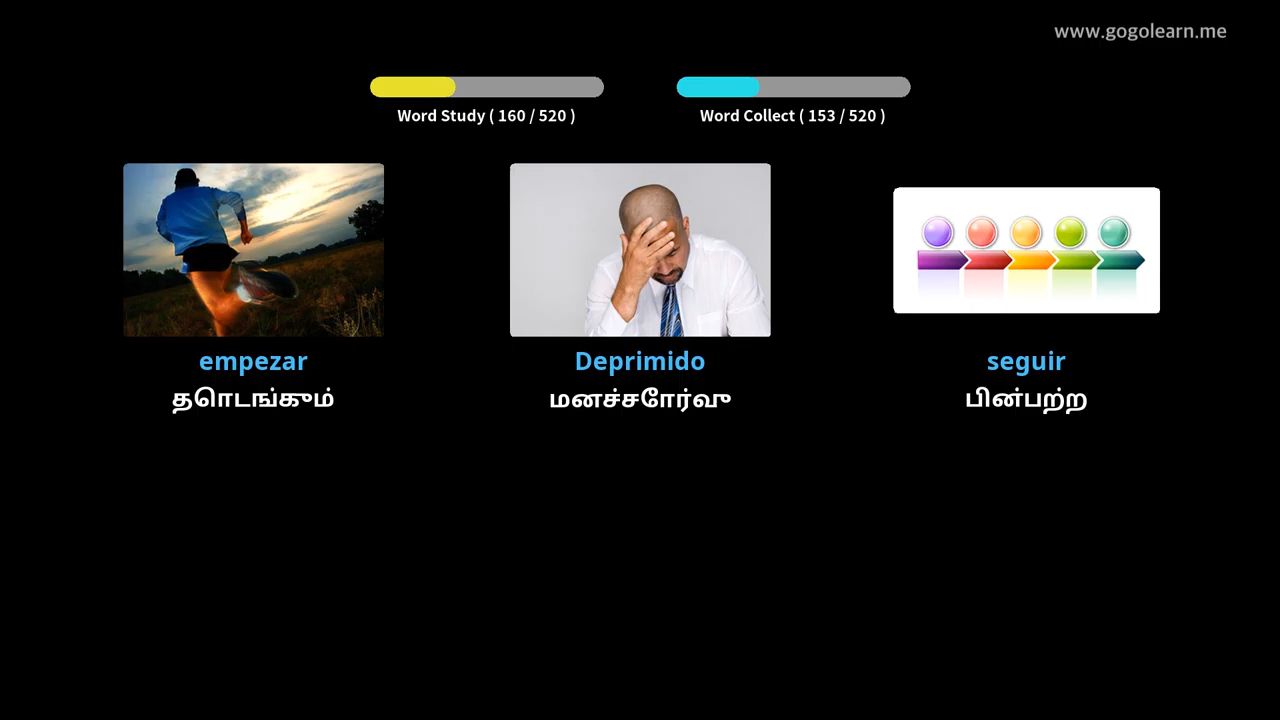 www.gogolearn.me
Word Study ( 160 / 520 )
Word Collect ( 153 / 520 )
empezar
Deprimido
seguir
தொடங்கும்
மனச்சோர்வு
பின்பற்ற